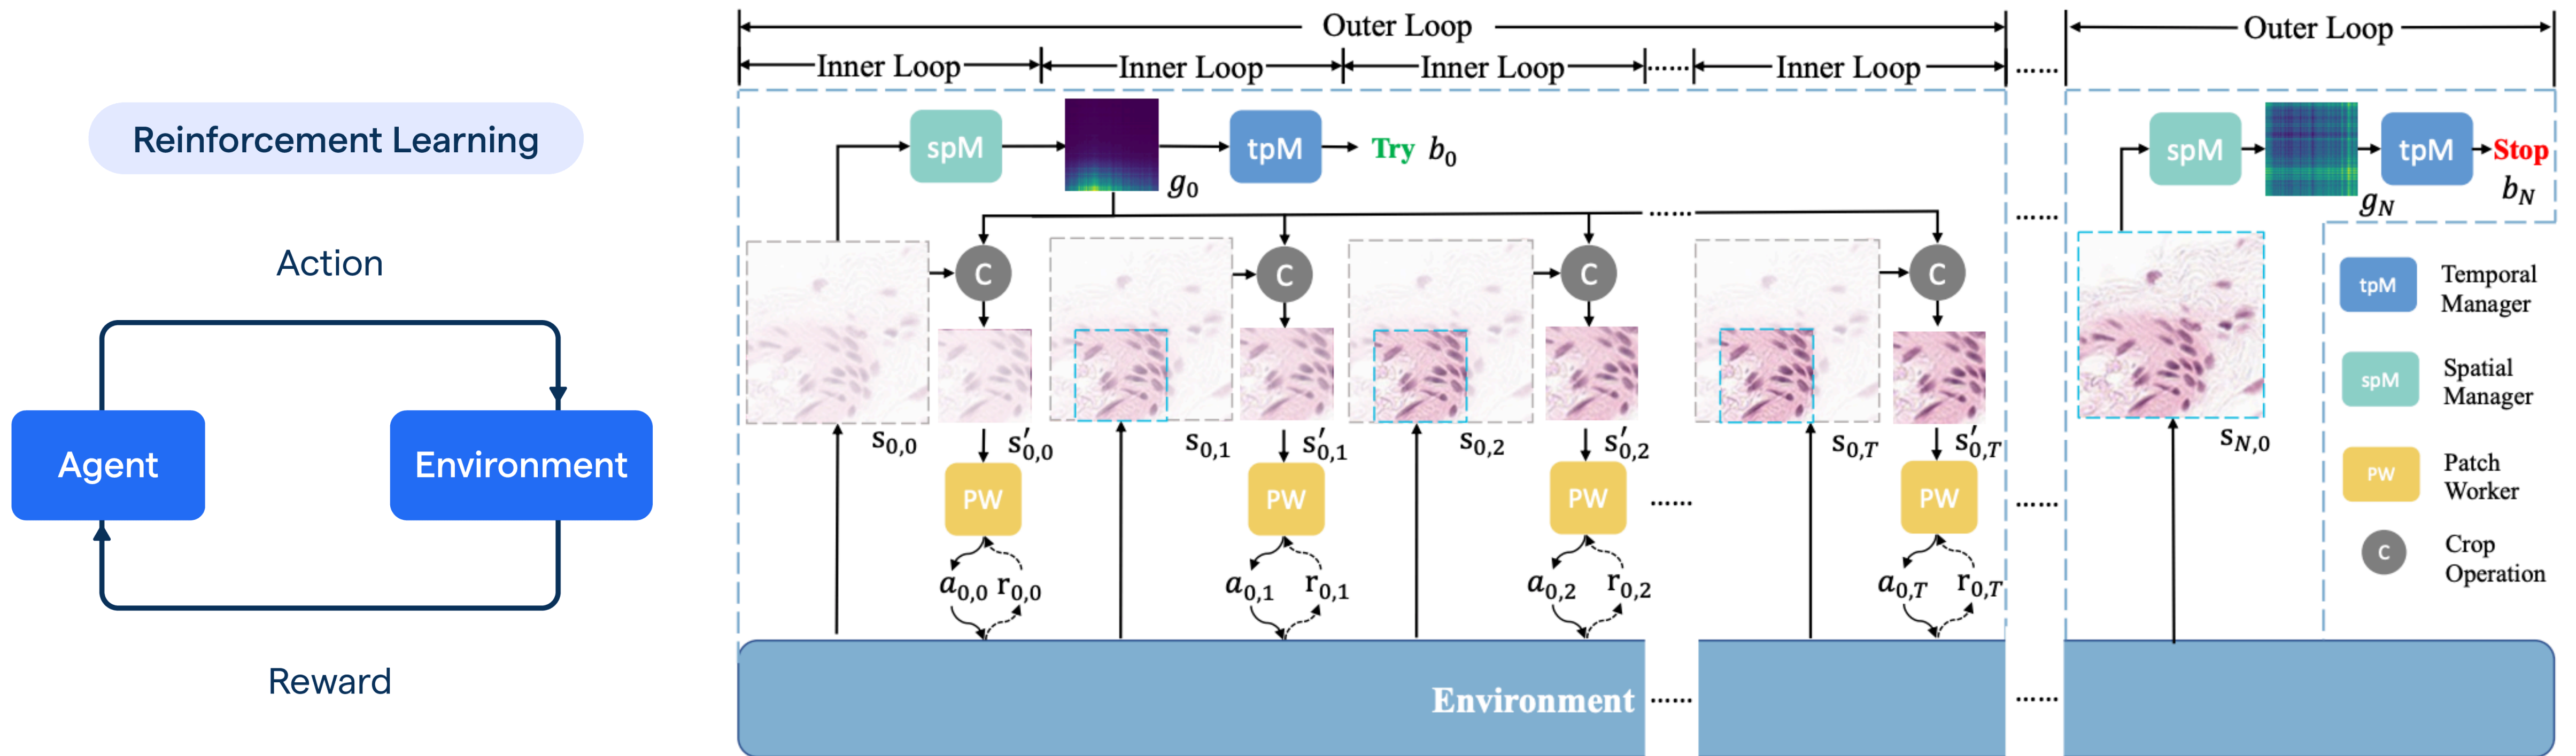 Reinforcement Learning
Action
Agent
Environment
Reward
Outer Loop
Outer Loop
Inner Loop
Inner Loop
Inner Loop
......
Inner Loop
......
spM
g₀
tpM
Try b₀
spM
g_N
tpM
Stop
b_N
......
......
C
C
C
C
s₀,₀
s′₀,₀
s₀,₁
s′₀,₁
s₀,₂
s′₀,₂
s₀,T
s′₀,T
s_N,₀
PW
PW
PW
......
PW
......
a₀,₀ r₀,₀
a₀,₁ r₀,₁
a₀,₂ r₀,₂
a₀,T r₀,T
Environment
......
......
tpM
Temporal
Manager
spM
Spatial
Manager
PW
Patch
Worker
C
Crop
Operation